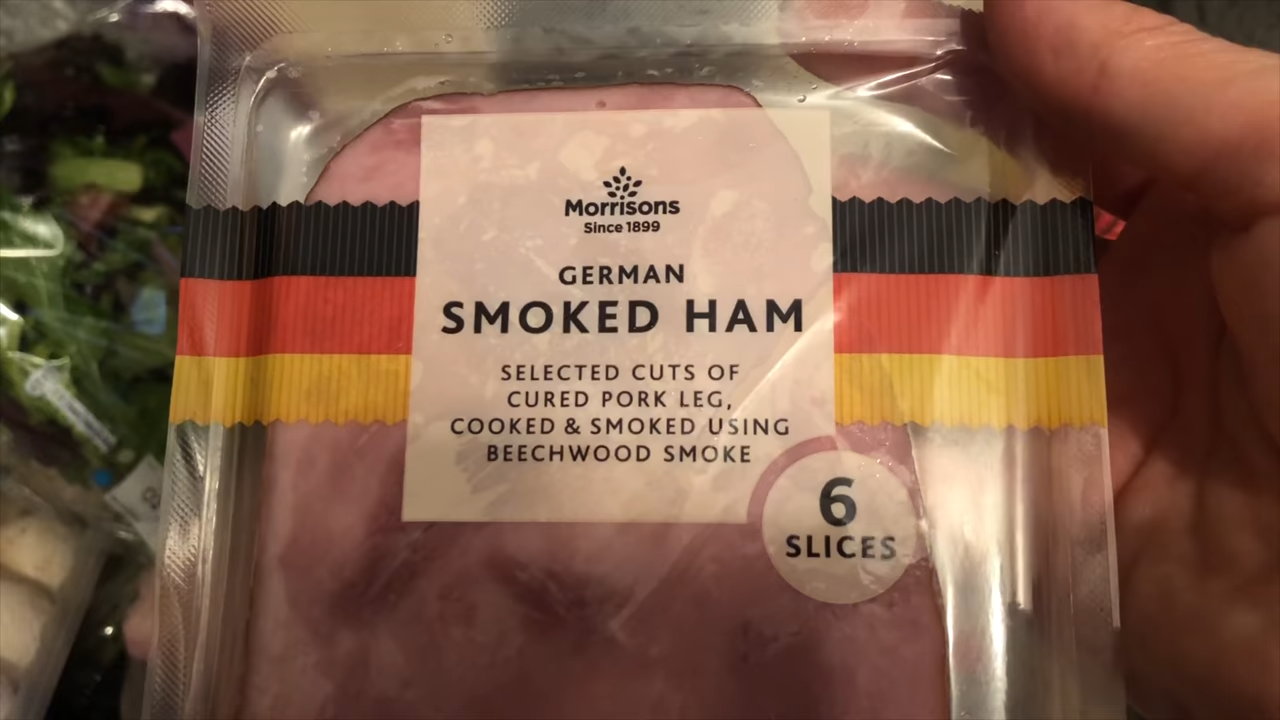 Morrisons
Since 1899
GERMAN
SMOKED HAM
SELECTED CUTS OF
CURED PORK LEG,
COOKED & SMOKED USING
BEECHWOOD SMOKE
6
SLICES